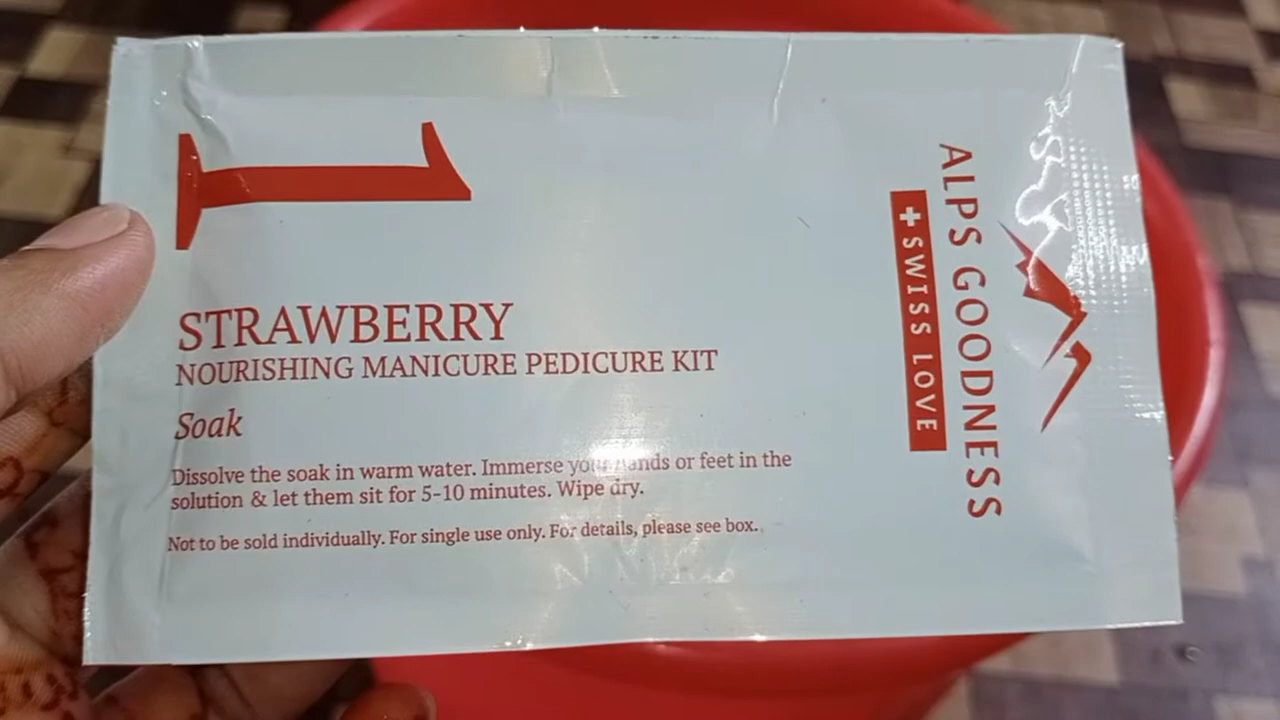 1
STRAWBERRY
NOURISHING MANICURE PEDICURE KIT
Soak
Dissolve the soak in warm water. Immerse your hands or feet in the
solution & let them sit for 5-10 minutes. Wipe dry.
Not to be sold individually. For single use only. For details, please see box.
ALPS GOODNESS
SWISS LOVE